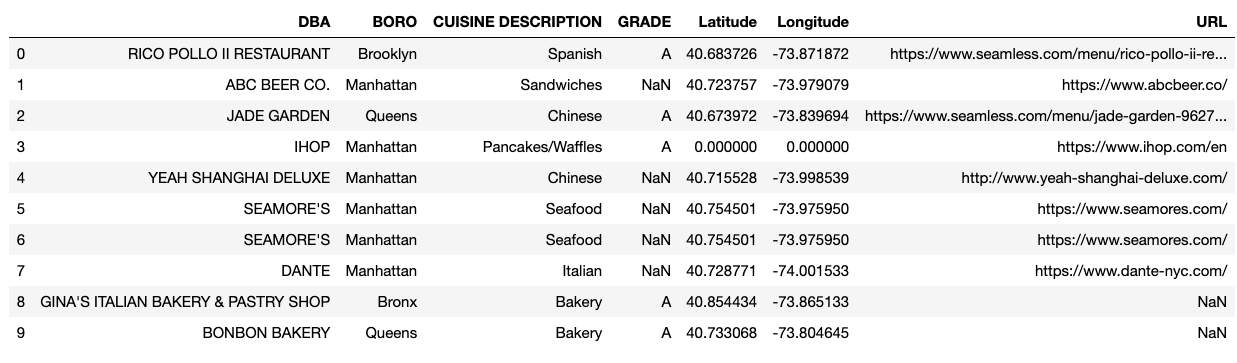 DBA BORO CUISINE DESCRIPTION GRADE Latitude Longitude URL
0 RICO POLLO II RESTAURANT Brooklyn Spanish A 40.683726 -73.871872 https://www.seamless.com/menu/rico-pollo-ii-re...
1 ABC BEER CO. Manhattan Sandwiches NaN 40.723757 -73.979079 https://www.abcbeer.co/
2 JADE GARDEN Queens Chinese A 40.673972 -73.839694 https://www.seamless.com/menu/jade-garden-9627...
3 IHOP Manhattan Pancakes/Waffles A 0.000000 0.000000 https://www.ihop.com/en
4 YEAH SHANGHAI DELUXE Manhattan Chinese NaN 40.715528 -73.998539 http://www.yeah-shanghai-deluxe.com/
5 SEAMORE'S Manhattan Seafood NaN 40.754501 -73.975950 https://www.seamores.com/
6 SEAMORE'S Manhattan Seafood NaN 40.754501 -73.975950 https://www.seamores.com/
7 DANTE Manhattan Italian NaN 40.728771 -74.001533 https://www.dante-nyc.com/
8 GINA'S ITALIAN BAKERY & PASTRY SHOP Bronx Bakery A 40.854434 -73.865133 NaN
9 BONBON BAKERY Queens Bakery A 40.733068 -73.804645 NaN